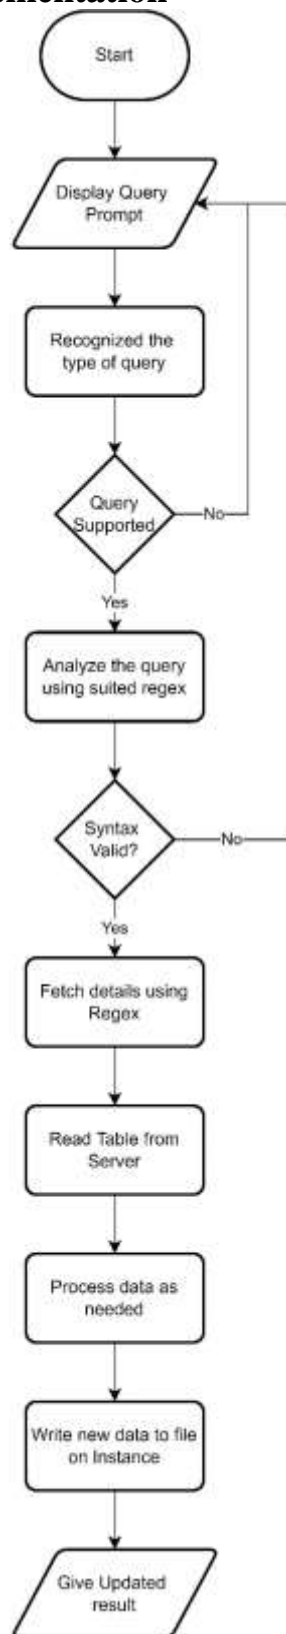 Start
Display Query
Prompt
Recognized the
type of query
Query
Supported
No
Yes
Analyze the query
using suited regex
Syntax
Valid?
No
Yes
Fetch details using
Regex
Read Table from
Server
Process data as
needed
Write new data to file
on Instance
Give Updated
result